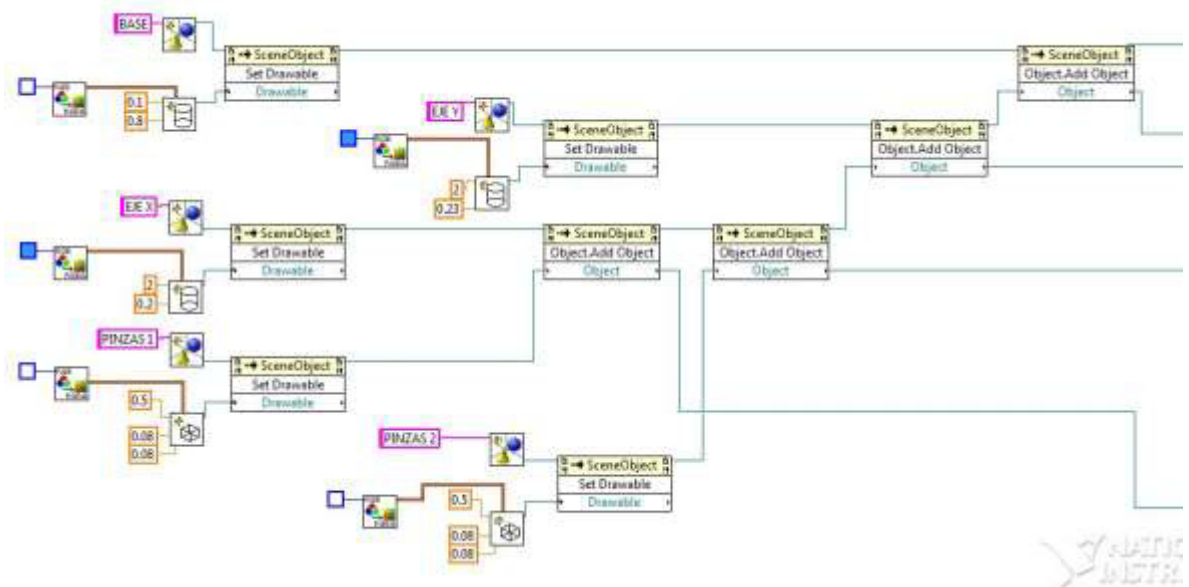 BASE
SceneObject
Set Drawable
Drawable
0.1
0.8
SceneObject
Object.Add Object
Object
EJE Y
SceneObject
Set Drawable
Drawable
2
0.23
SceneObject
Object.Add Object
Object
EJE X
SceneObject
Set Drawable
Drawable
2
0.2
SceneObject
Object.Add Object
Object
SceneObject
Object.Add Object
Object
PINZAS 1
SceneObject
Set Drawable
Drawable
0.5
0.08
0.08
PINZAS 2
SceneObject
Set Drawable
Drawable
0.5
0.08
0.08
NATIO
INSTR